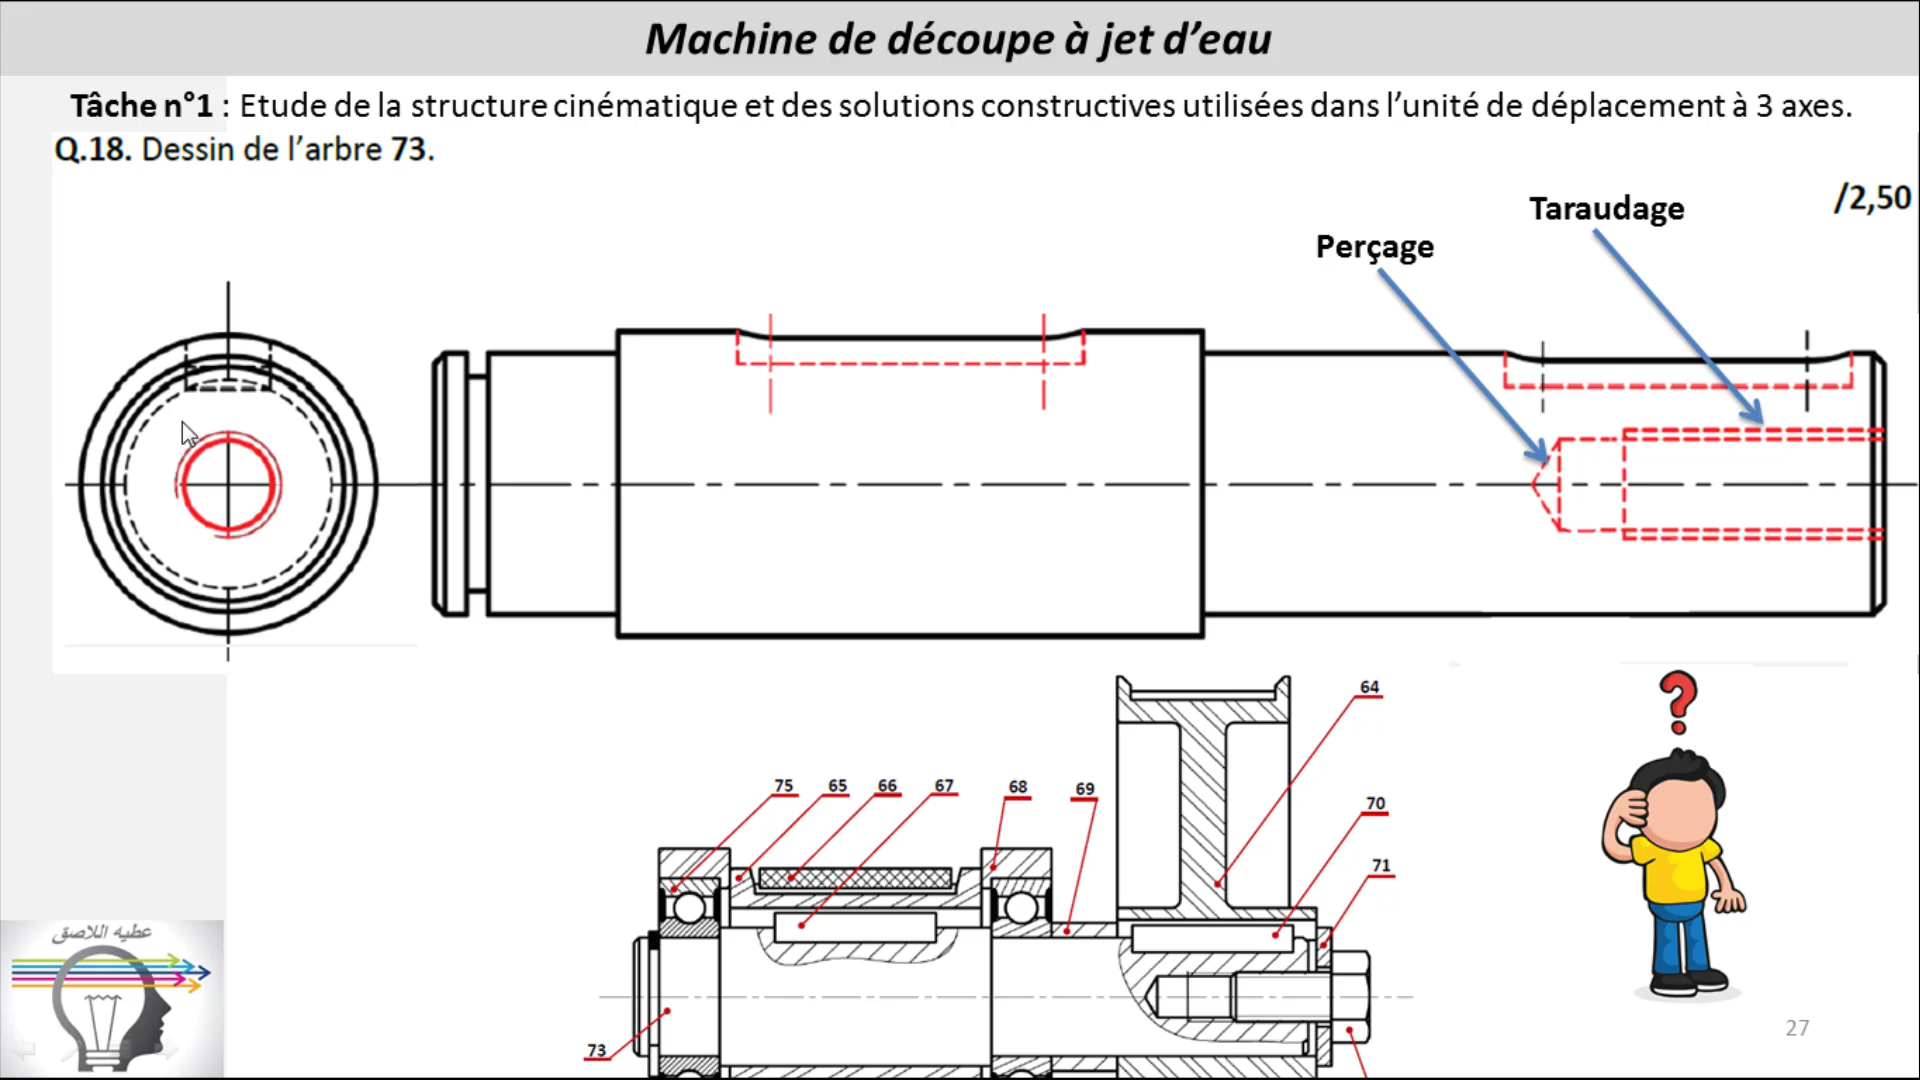 Machine de découpe à jet d’eau
Tâche n°1 : Etude de la structure cinématique et des solutions constructives utilisées dans l’unité de déplacement à 3 axes.
Q.18. Dessin de l’arbre 73.
/2,50
Taraudage
Perçage
64
75 65 66 67 68 69
70
71
73
عطيه اللاصق
27